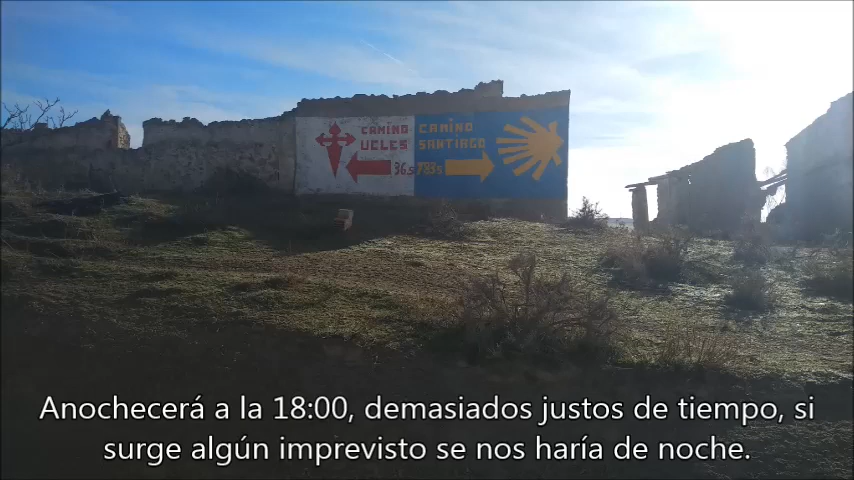 CAMINO
UCLES
CAMINO
SANTIAGO
36,5
783,5
Anochecerá a la 18:00, demasiados justos de tiempo, si
surge algún imprevisto se nos haría de noche.